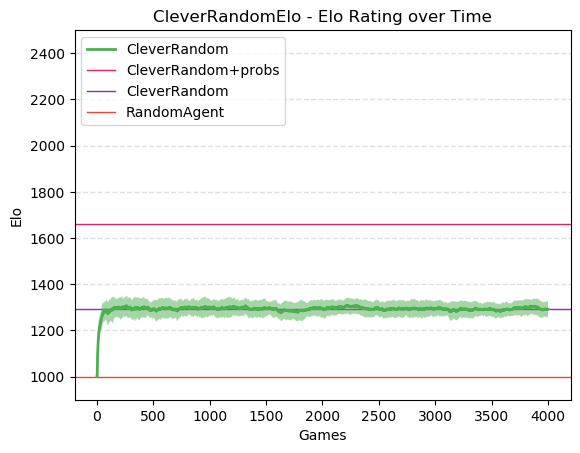 CleverRandomElo - Elo Rating over Time
CleverRandom
CleverRandom+probs
CleverRandom
RandomAgent
2400
2200
2000
1800
1600
1400
1200
1000
Elo
0 500 1000 1500 2000 2500 3000 3500 4000
Games